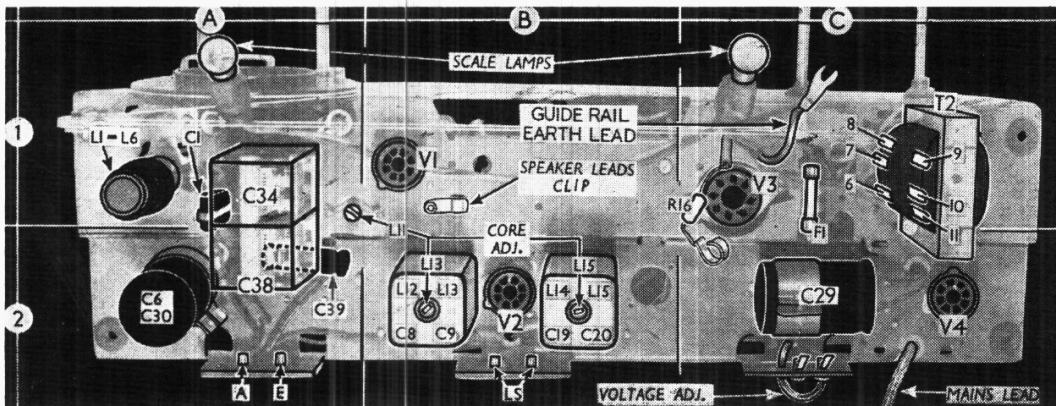 A
B
C
SCALE LAMPS
T2
1
L1-L6
C1
GUIDE RAIL
EARTH LEAD
8
7
9
V1
SPEAKER LEADS
CLIP
V3
C34
R16
6
10
F1
11
L11
CORE
ADJ.
L13
L15
C38
C39
L12 L13
L14 L15
C6
C30
C29
2
V2
V4
C8 C9
C19 C20
A
E
LS
VOLTAGE ADJ.
MAINS LEAD